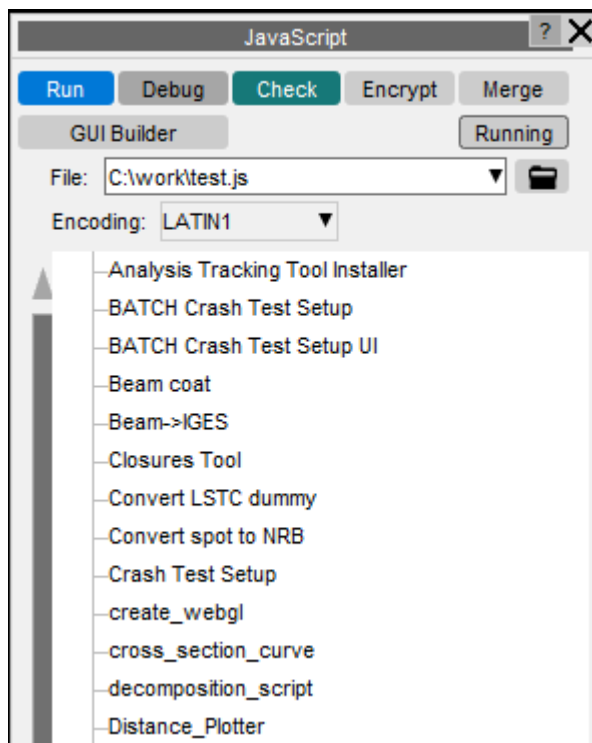 JavaScript ?
Run Debug Check Encrypt Merge
GUI Builder Running
File: C:\work\test.js
Encoding: LATIN1
Analysis Tracking Tool Installer
BATCH Crash Test Setup
BATCH Crash Test Setup UI
Beam coat
Beam->IGES
Closures Tool
Convert LSTC dummy
Convert spot to NRB
Crash Test Setup
create_webgl
cross_section_curve
decomposition_script
Distance_Plotter